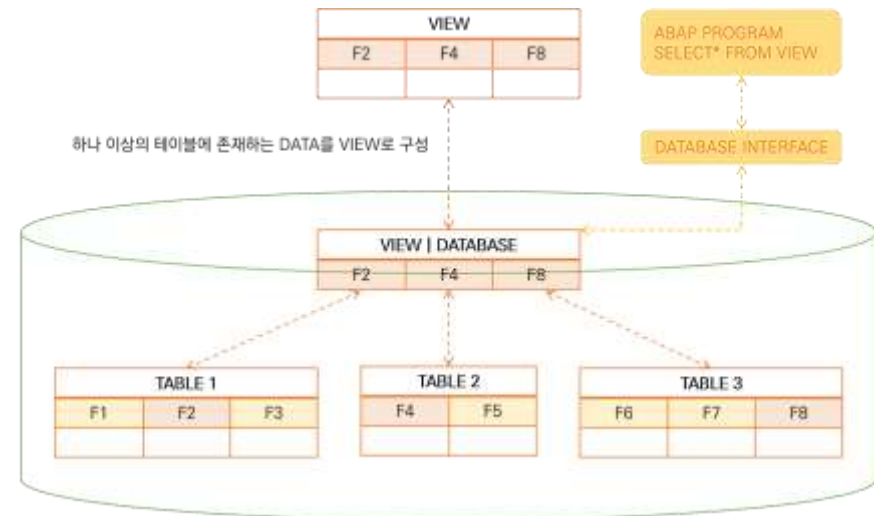 VIEW
F2 F4 F8
ABAP PROGRAM
SELECT* FROM VIEW
하나 이상의 테이블에 존재하는 DATA를 VIEW로 구성
DATABASE INTERFACE
VIEW | DATABASE
F2 F4 F8
TABLE 1
F1 F2 F3
TABLE 2
F4 F5
TABLE 3
F6 F7 F8